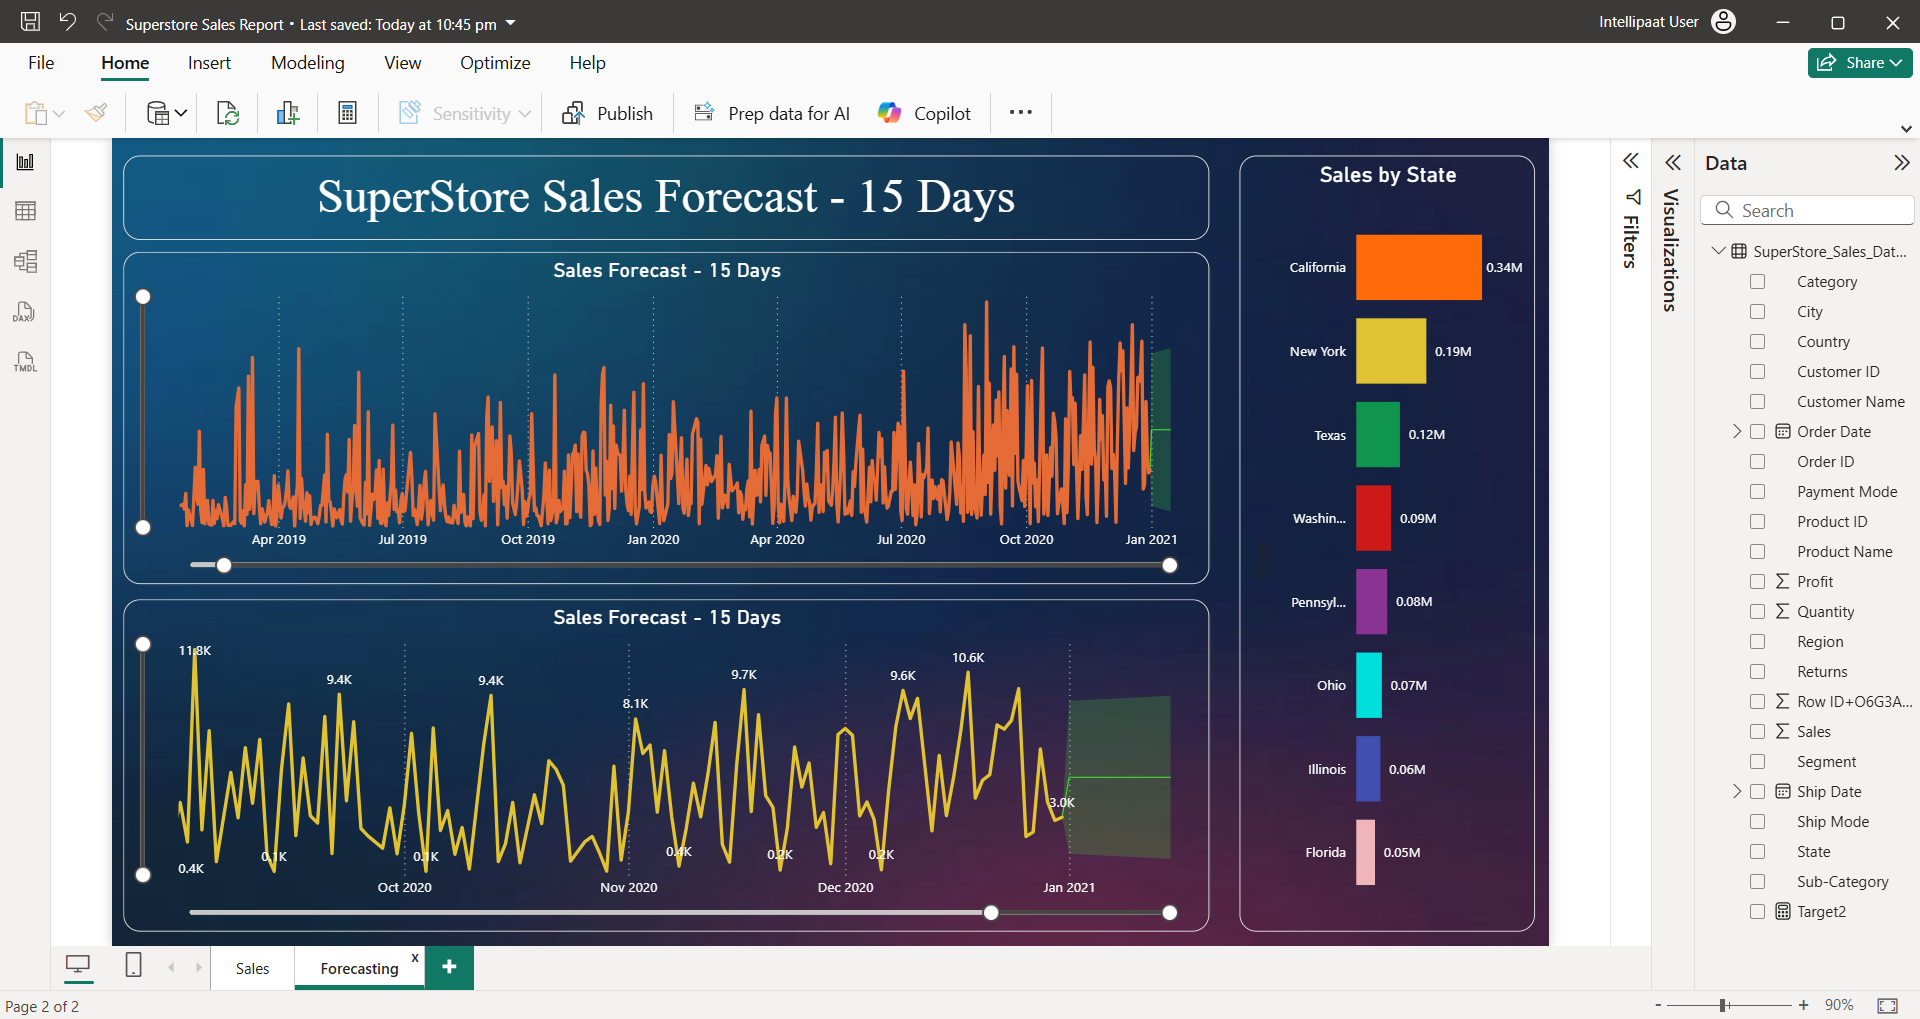 Superstore Sales Report • Last saved: Today at 10:45 pm
Intellipaat User
File Home Insert Modeling View Optimize Help
Share
Sensitivity
Publish
Prep data for AI
Copilot
SuperStore Sales Forecast - 15 Days
Sales Forecast - 15 Days
Apr 2019 Jul 2019 Oct 2019 Jan 2020 Apr 2020 Jul 2020 Oct 2020 Jan 2021
Sales Forecast - 15 Days
11.8K
9.4K
9.4K
8.1K
9.7K
9.6K
10.6K
3.0K
0.4K
0.1K
0.1K
0.4K
0.2K
0.2K
Oct 2020 Nov 2020 Dec 2020 Jan 2021
Sales by State
California 0.34M
New York 0.19M
Texas 0.12M
Washin... 0.09M
Pennsyl... 0.08M
Ohio 0.07M
Illinois 0.06M
Florida 0.05M
Filters
Visualizations
Data
Search
SuperStore_Sales_Dat...
Category
City
Country
Customer ID
Customer Name
Order Date
Order ID
Payment Mode
Product ID
Product Name
Profit
Quantity
Region
Returns
Row ID+O6G3A...
Sales
Segment
Ship Date
Ship Mode
State
Sub-Category
Target2
DAX
TMDL
Sales
Forecasting x
+
Page 2 of 2
- + 90%